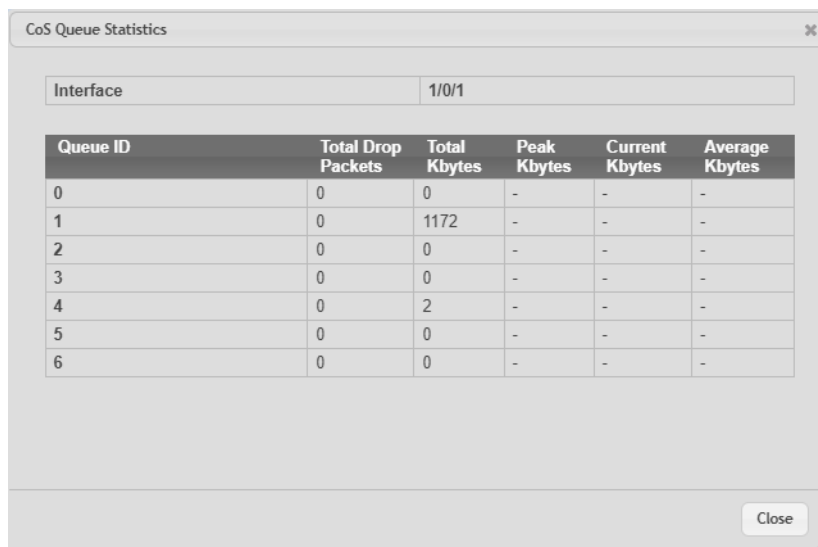 CoS Queue Statistics
Interface 1/0/1
Queue ID Total Drop Packets Total Kbytes Peak Kbytes Current Kbytes Average Kbytes
0 0 0 - - -
1 0 1172 - - -
2 0 0 - - -
3 0 0 - - -
4 0 2 - - -
5 0 0 - - -
6 0 0 - - -
Close